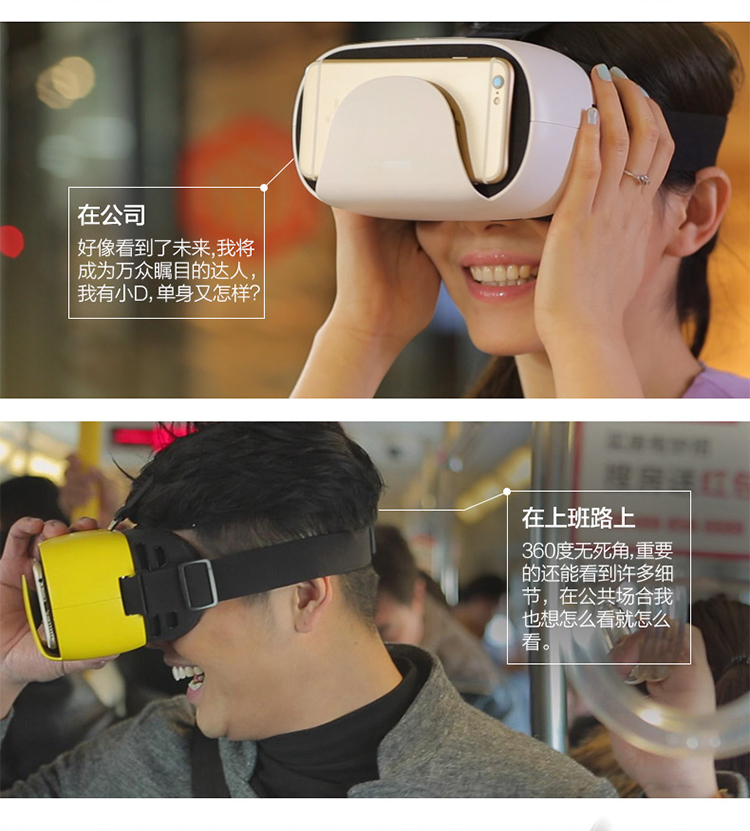 在公司
好像看到了未来,我将
成为万众瞩目的达人，
我有小D,单身又怎样?
在上班路上
360度无死角,重要
的还能看到许多细
节，在公共场合我
也想怎么看就怎么
看。